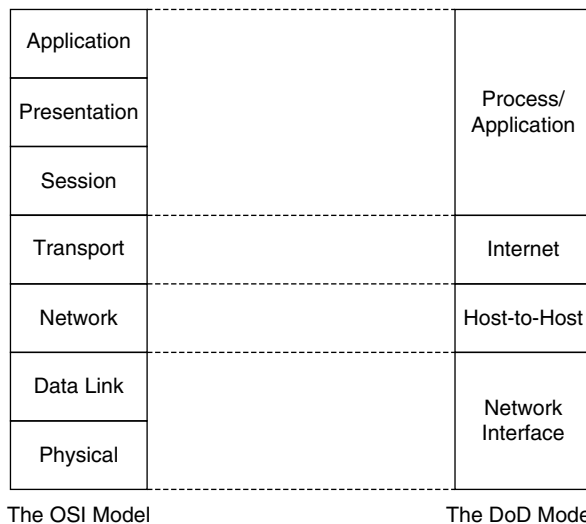 Application
Presentation
Session
Transport
Network
Data Link
Physical
The OSI Model
Process/
Application
Internet
Host-to-Host
Network
Interface
The DoD Mode